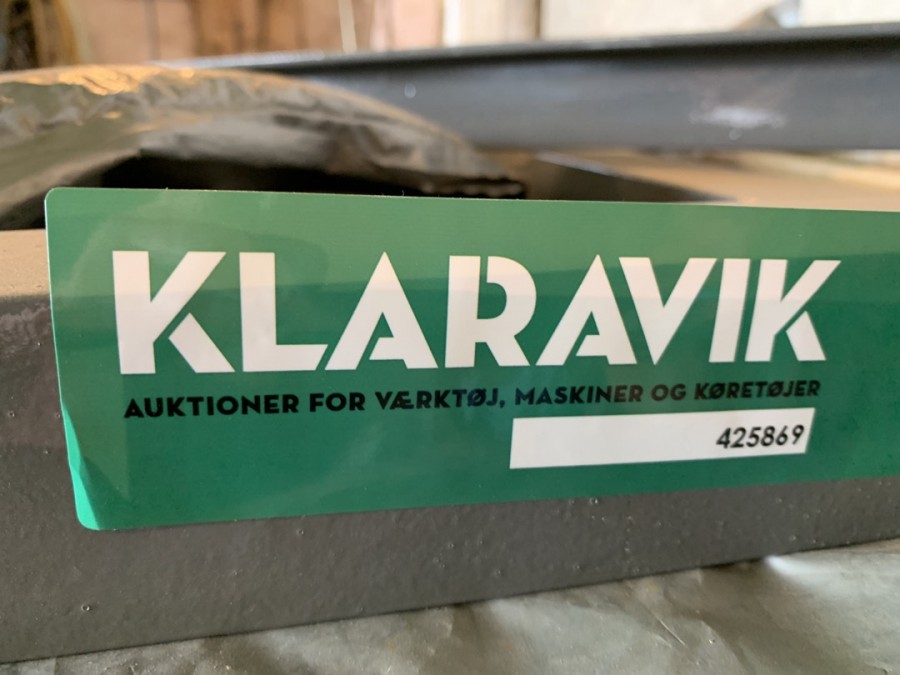 KLARAVIK
AUKTIONER FOR VÆRKTØJ, MASKINER OG KØRETØJER
425869